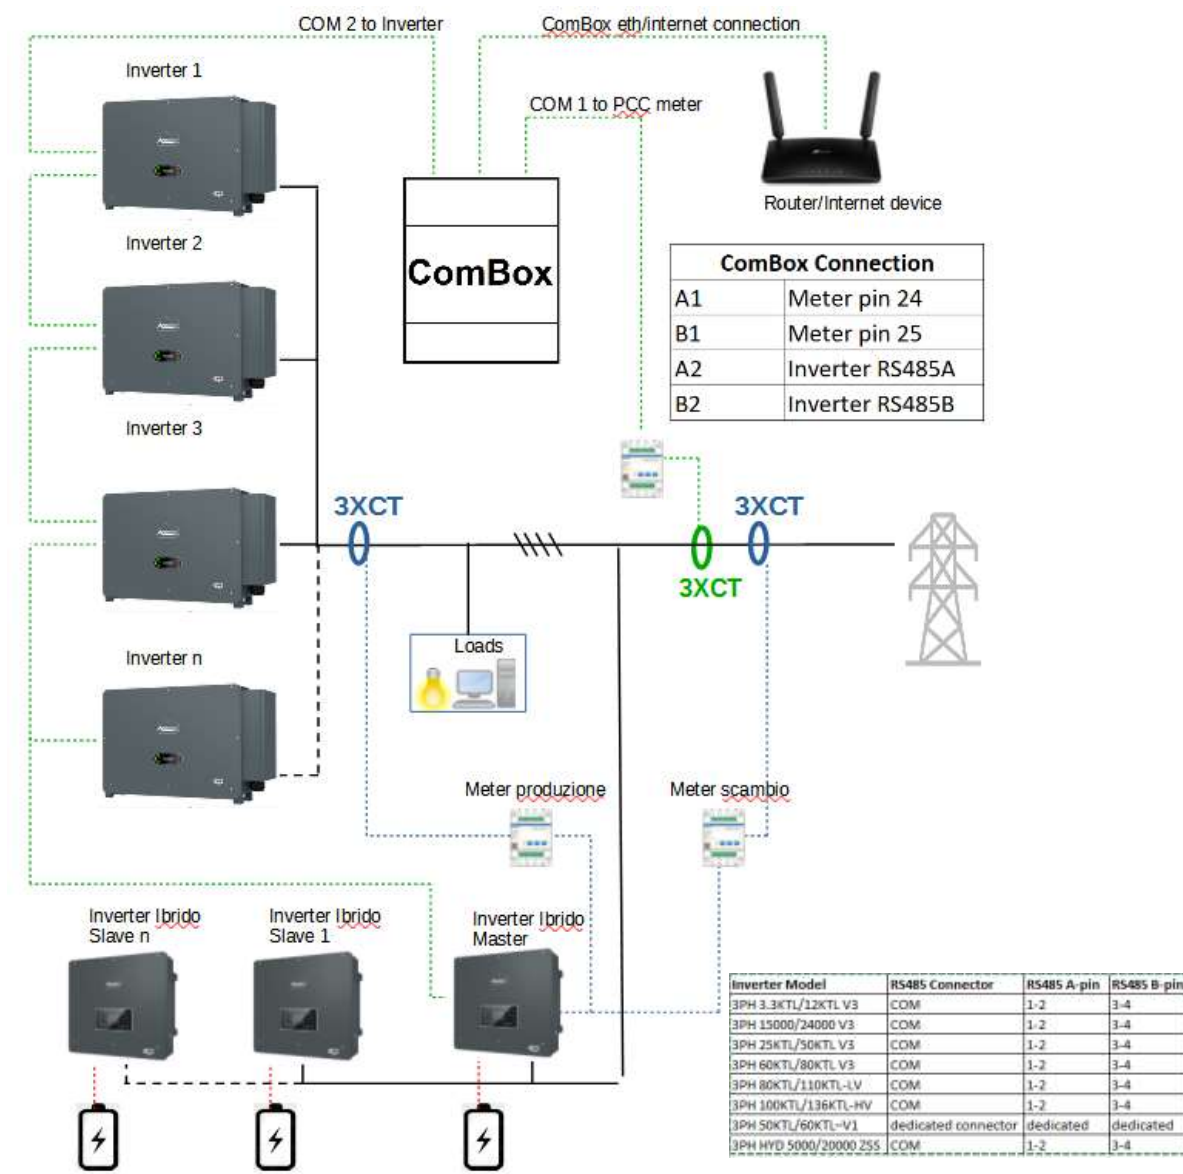 COM 2 to Inverter
ComBox eth/internet connection
Inverter 1
COM 1 to PCC meter
Router/Internet device
Inverter 2
ComBox
ComBox Connection
A1 Meter pin 24
B1 Meter pin 25
A2 Inverter RS485A
B2 Inverter RS485B
Inverter 3
3XCT
3XCT
3XCT
Loads
Inverter n
Meter produzione
Meter scambio
Inverter Ibrido
Slave n
Inverter Ibrido
Slave 1
Inverter Ibrido
Master
Inverter Model RS485 Connector RS485 A-pin RS485 B-pin
3PH 3.3KTL/12KTL V3 COM 1-2 3-4
3PH 15000/24000 V3 COM 1-2 3-4
3PH 25KTL/50KTL V3 COM 1-2 3-4
3PH 60KTL/80KTL V3 COM 1-2 3-4
3PH 80KTL/110KTL-LV COM 1-2 3-4
3PH 100KTL/136KTL-HV COM 1-2 3-4
3PH 50KTL/60KTL-V1 dedicated connector dedicated dedicated
3PH HYD 5000/20000 ZSS COM 1-2 3-4